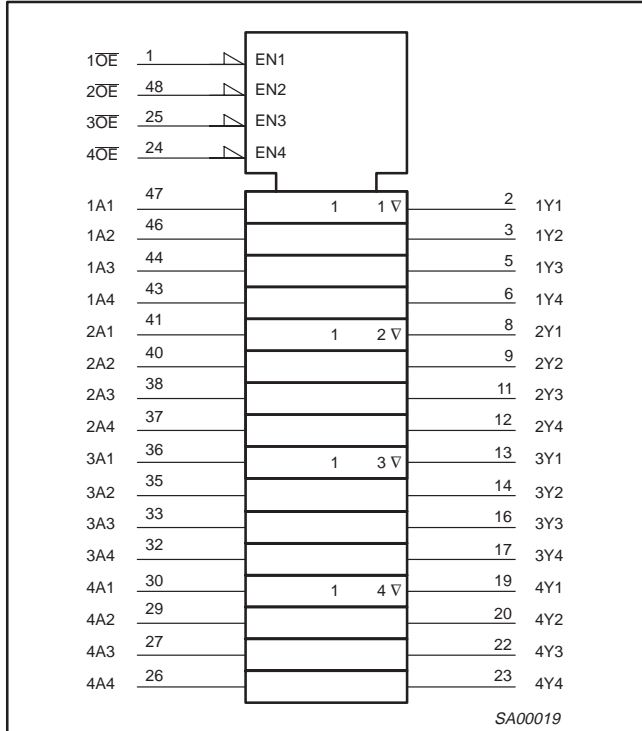 1O̅E̅ 1 EN1
2O̅E̅ 48 EN2
3O̅E̅ 25 EN3
4O̅E̅ 24 EN4
1A1 47 1 1 ∇ 2 1Y1
1A2 46 3 1Y2
1A3 44 5 1Y3
1A4 43 6 1Y4
2A1 41 1 2 ∇ 8 2Y1
2A2 40 9 2Y2
2A3 38 11 2Y3
2A4 37 12 2Y4
3A1 36 1 3 ∇ 13 3Y1
3A2 35 14 3Y2
3A3 33 16 3Y3
3A4 32 17 3Y4
4A1 30 1 4 ∇ 19 4Y1
4A2 29 20 4Y2
4A3 27 22 4Y3
4A4 26 23 4Y4
SA00019